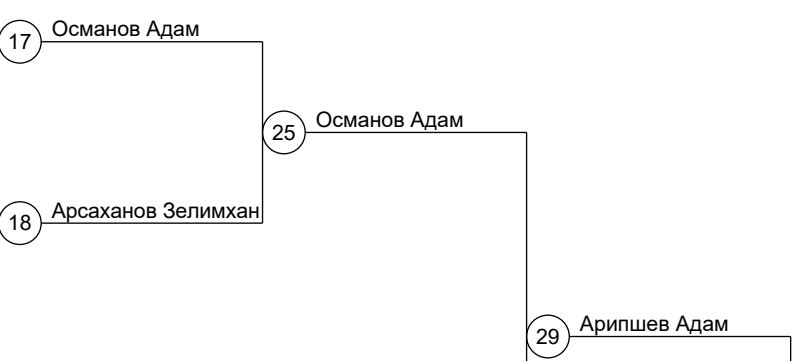 Османов Адам
17
Османов Адам
25
Арсаханов Зелимхан
18
Арипшев Адам
29